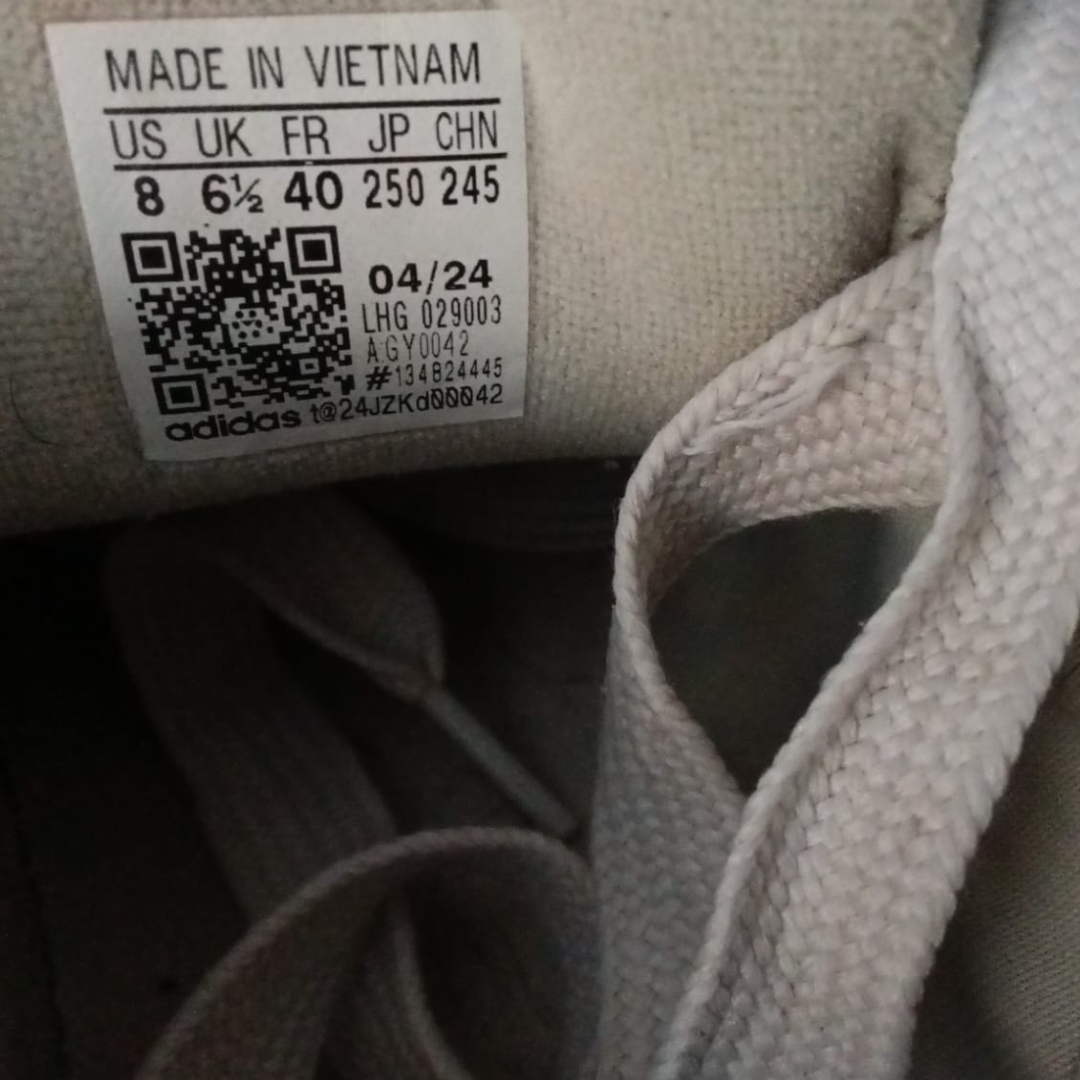 MADE IN VIETNAM
US UK FR JP CHN
8 6½ 40 250 245
04/24
LHG 029003
AGY0042
#134824445
adidas t@24JZKd00042